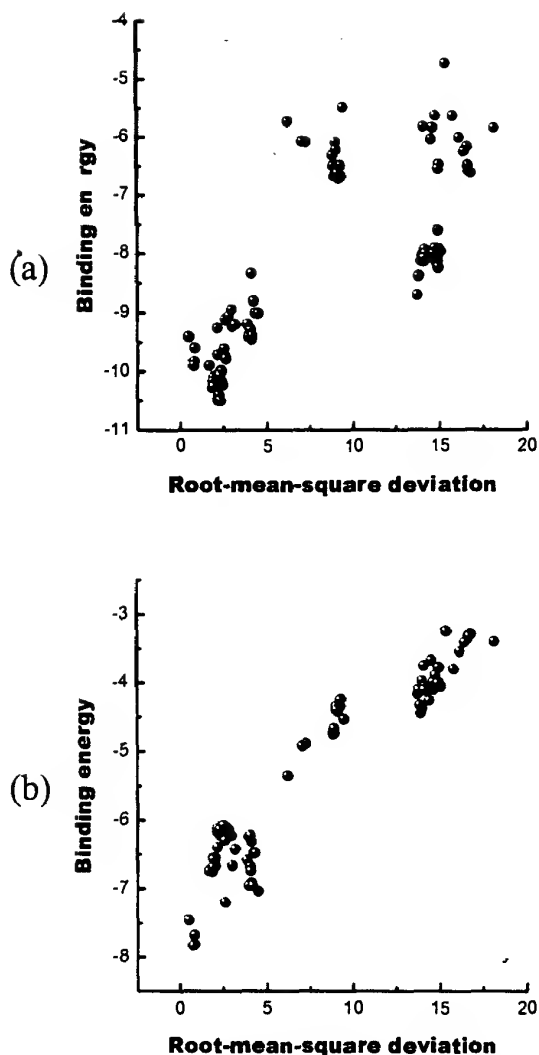 -4
-5
-6
-7
-8
-9
-10
-11
Binding en rgy
(a)
0 5 10 15 20
Root-mean-square deviation
-3
-4
-5
-6
-7
-8
Binding energy
(b)
0 5 10 15 20
Root-mean-square deviation